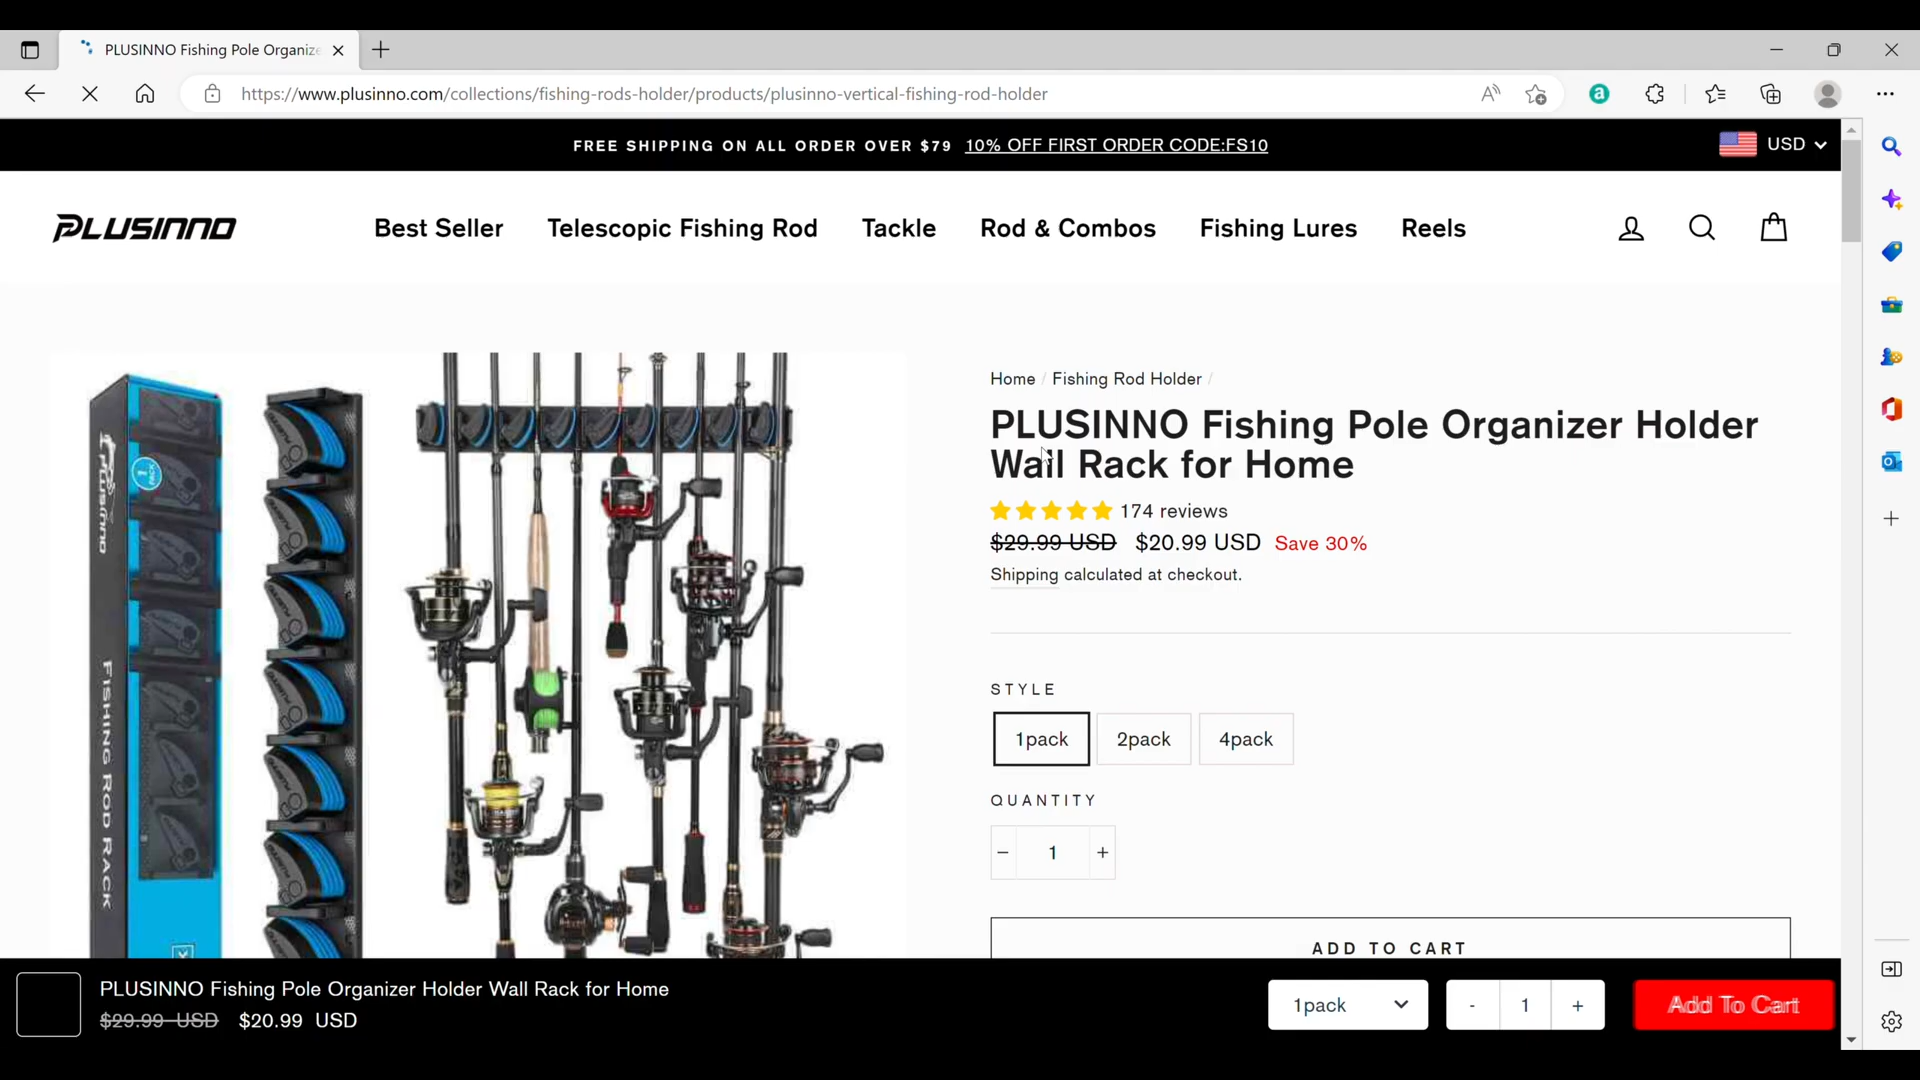 PLUSINNO Fishing Pole Organize
https://www.plusinno.com/collections/fishing-rods-holder/products/plusinno-vertical-fishing-rod-holder
FREE SHIPPING ON ALL ORDER OVER $79 10% OFF FIRST ORDER CODE:FS10
USD
PLUSINNO
Best Seller Telescopic Fishing Rod Tackle Rod & Combos Fishing Lures Reels
Home / Fishing Rod Holder /
PLUSINNO Fishing Pole Organizer Holder
Wall Rack for Home
174 reviews
$29.99 USD $20.99 USD Save 30%
Shipping calculated at checkout.
STYLE
1pack 2pack 4pack
QUANTITY
− 1 +
ADD TO CART
PLUSINNO
1 PACK
FISHING ROD RACK
PLUSINNO Fishing Pole Organizer Holder Wall Rack for Home
$29.99 USD $20.99 USD
1pack - 1 + Add To Cart